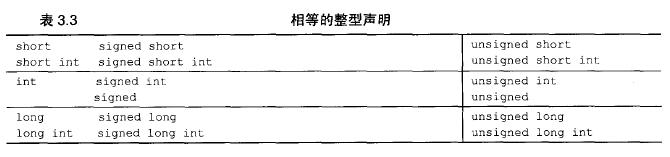 表 3.3 相等的整型声明
short signed short unsigned short
short int signed short int unsigned short int
int signed int unsigned int
signed unsigned
long signed long unsigned long
long int signed long int unsigned long int